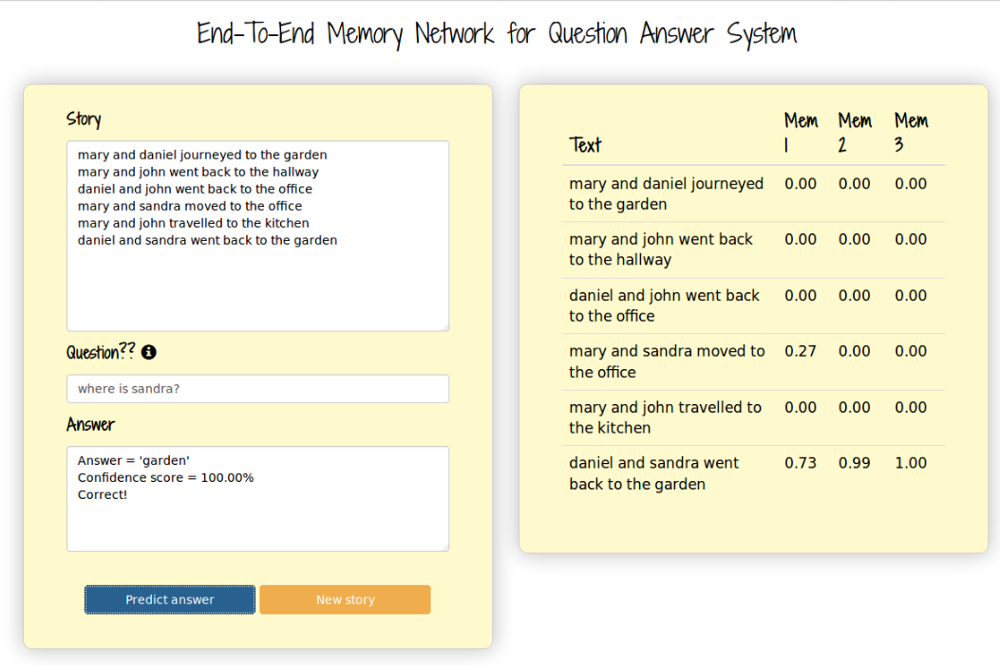 End-To-End Memory Network for Question Answer System
Story
mary and daniel journeyed to the garden
mary and john went back to the hallway
daniel and john went back to the office
mary and sandra moved to the office
mary and john travelled to the kitchen
daniel and sandra went back to the garden
Question??
where is sandra?
Answer
Answer = 'garden'
Confidence score = 100.00%
Correct!
Predict answer New story
Text Mem 1 Mem 2 Mem 3
mary and daniel journeyed 0.00 0.00 0.00
to the garden
mary and john went back 0.00 0.00 0.00
to the hallway
daniel and john went back 0.00 0.00 0.00
to the office
mary and sandra moved to 0.27 0.00 0.00
the office
mary and john travelled to 0.00 0.00 0.00
the kitchen
daniel and sandra went 0.73 0.99 1.00
back to the garden